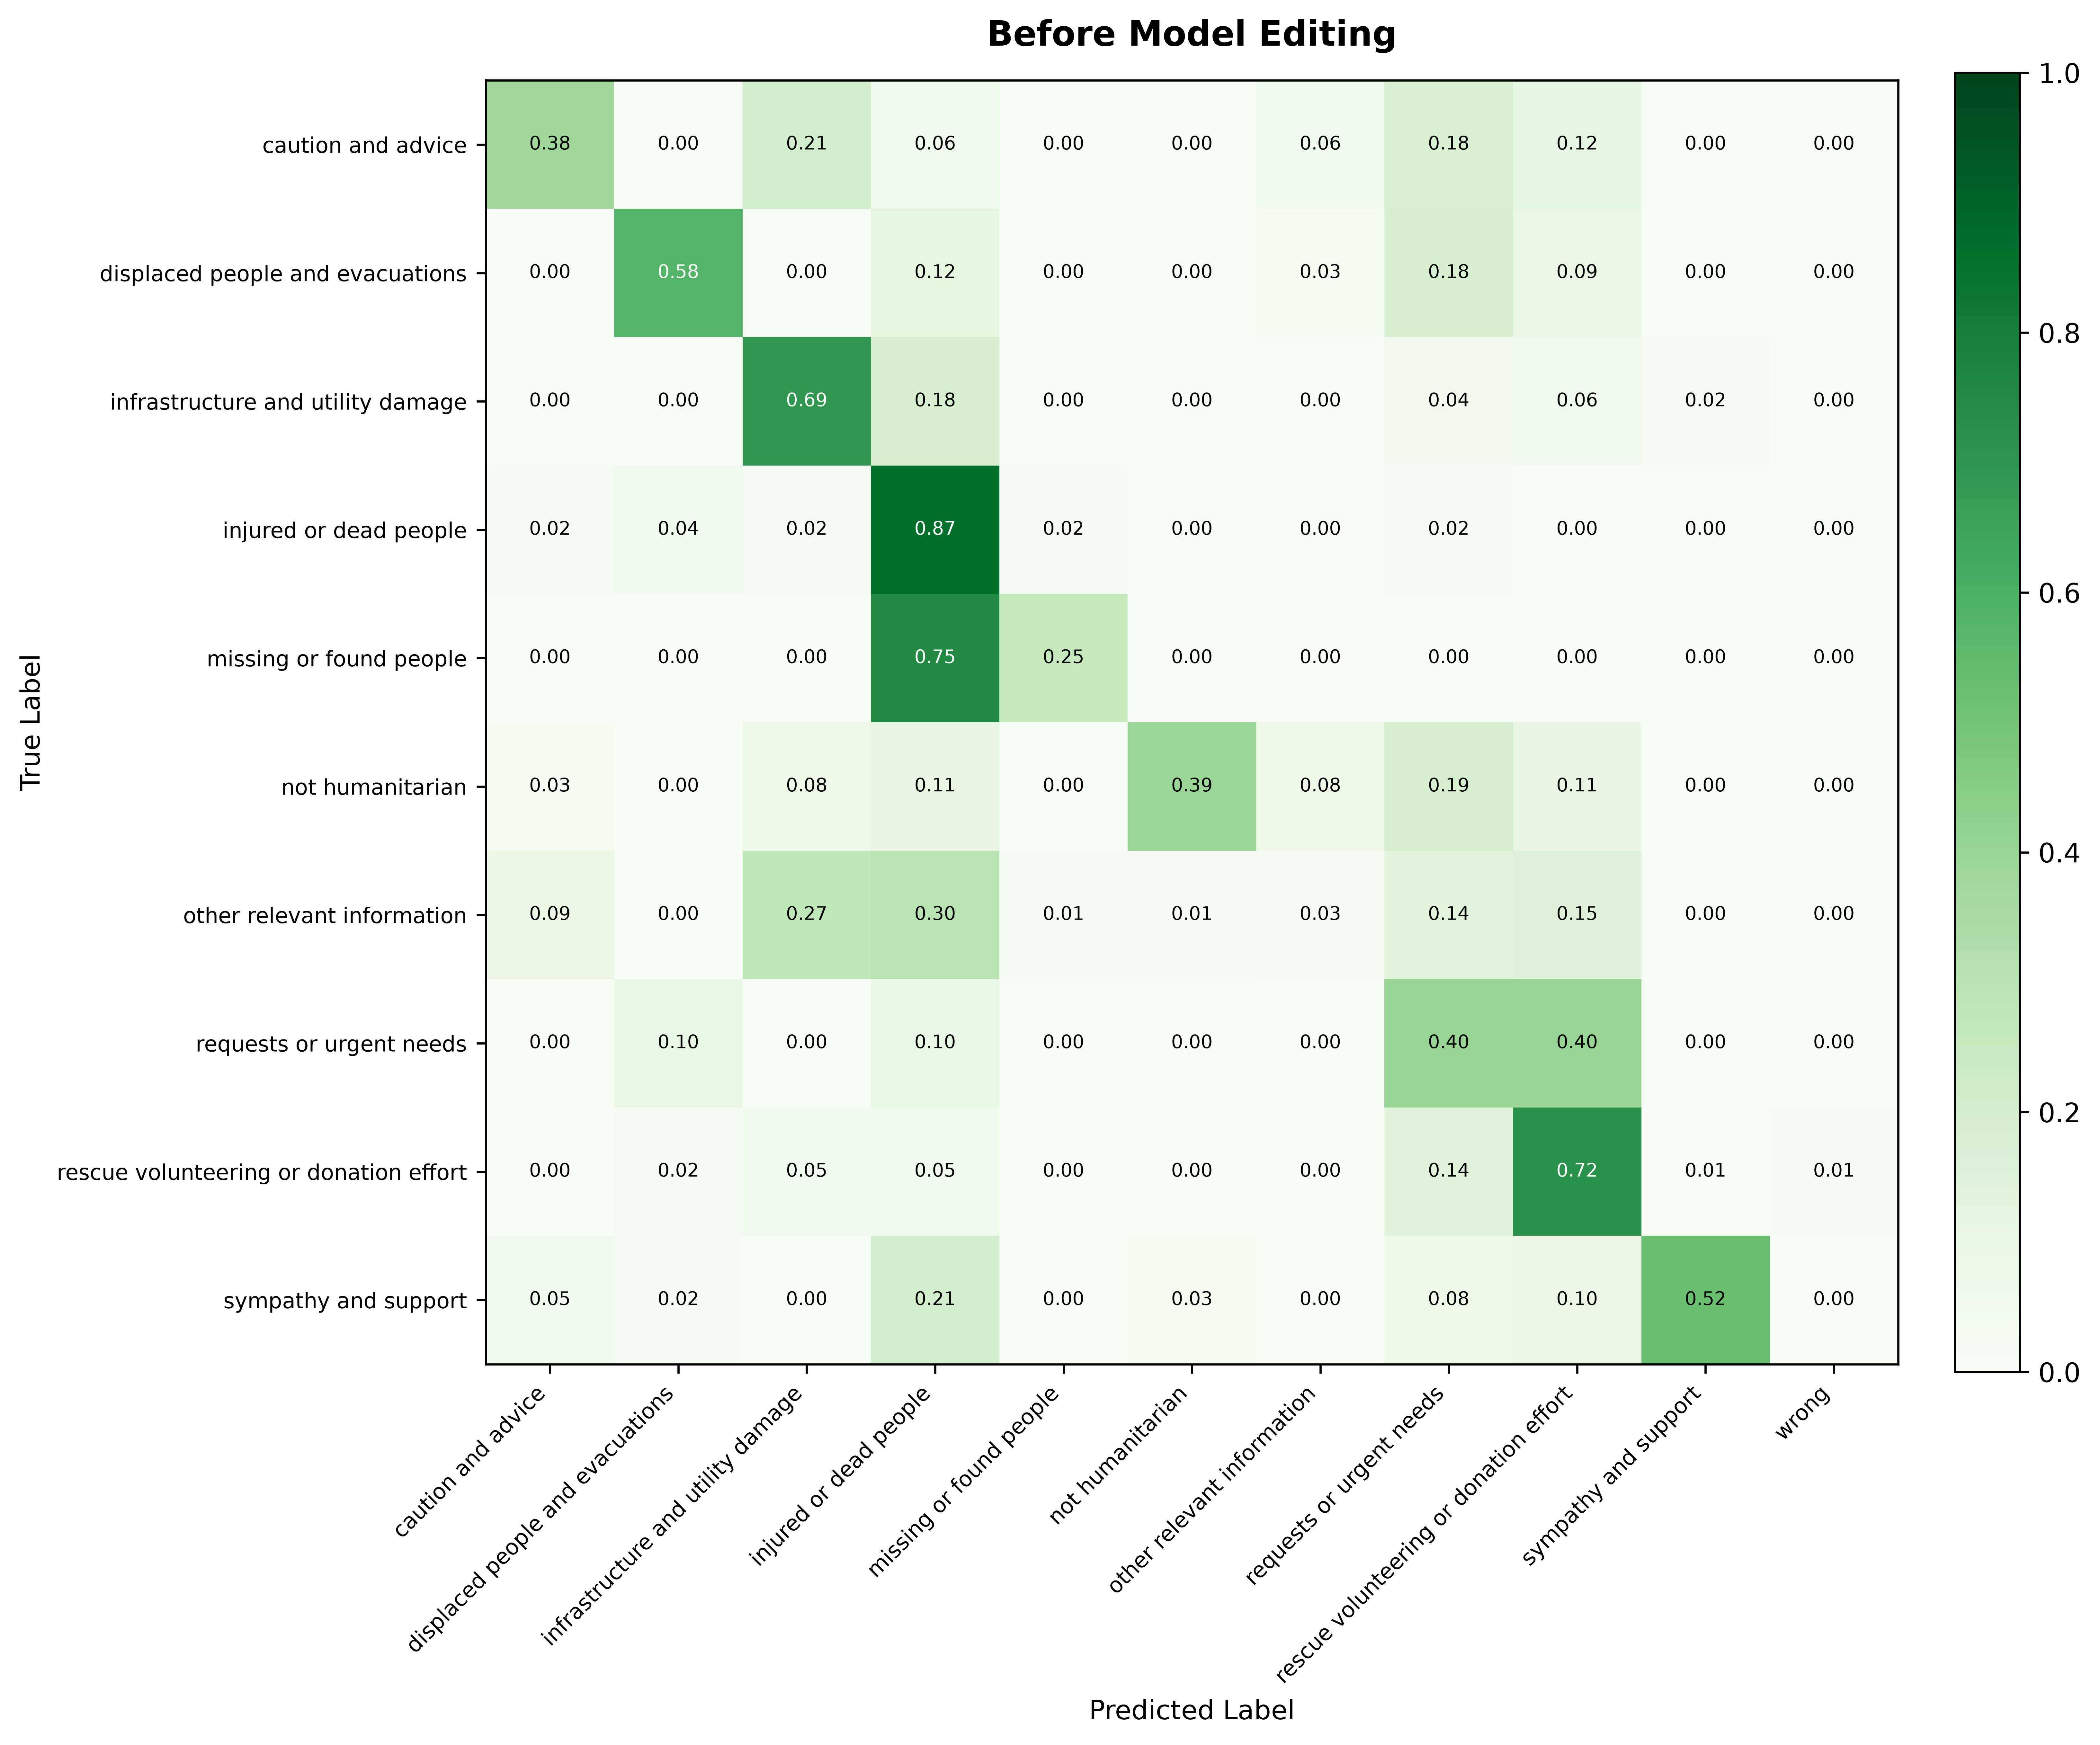 Before Model Editing
1.0
caution and advice 0.38 0.00 0.21 0.06 0.00 0.00 0.06 0.18 0.12 0.00 0.00
displaced people and evacuations 0.00 0.58 0.00 0.12 0.00 0.00 0.03 0.18 0.09 0.00 0.00
0.8
infrastructure and utility damage 0.00 0.00 0.69 0.18 0.00 0.00 0.00 0.04 0.06 0.02 0.00
injured or dead people 0.02 0.04 0.02 0.87 0.02 0.00 0.00 0.02 0.00 0.00 0.00
0.6
missing or found people 0.00 0.00 0.00 0.75 0.25 0.00 0.00 0.00 0.00 0.00 0.00
True Label
not humanitarian 0.03 0.00 0.08 0.11 0.00 0.39 0.08 0.19 0.11 0.00 0.00
0.4
other relevant information 0.09 0.00 0.27 0.30 0.01 0.01 0.03 0.14 0.15 0.00 0.00
requests or urgent needs 0.00 0.10 0.00 0.10 0.00 0.00 0.00 0.40 0.40 0.00 0.00
0.2
rescue volunteering or donation effort 0.00 0.02 0.05 0.05 0.00 0.00 0.00 0.14 0.72 0.01 0.01
sympathy and support 0.05 0.02 0.00 0.21 0.00 0.03 0.00 0.08 0.10 0.52 0.00
0.0
caution and advice
displaced people and evacuations
infrastructure and utility damage
injured or dead people
missing or found people
not humanitarian
other relevant information
requests or urgent needs
rescue volunteering or donation effort
sympathy and support
wrong
Predicted Label